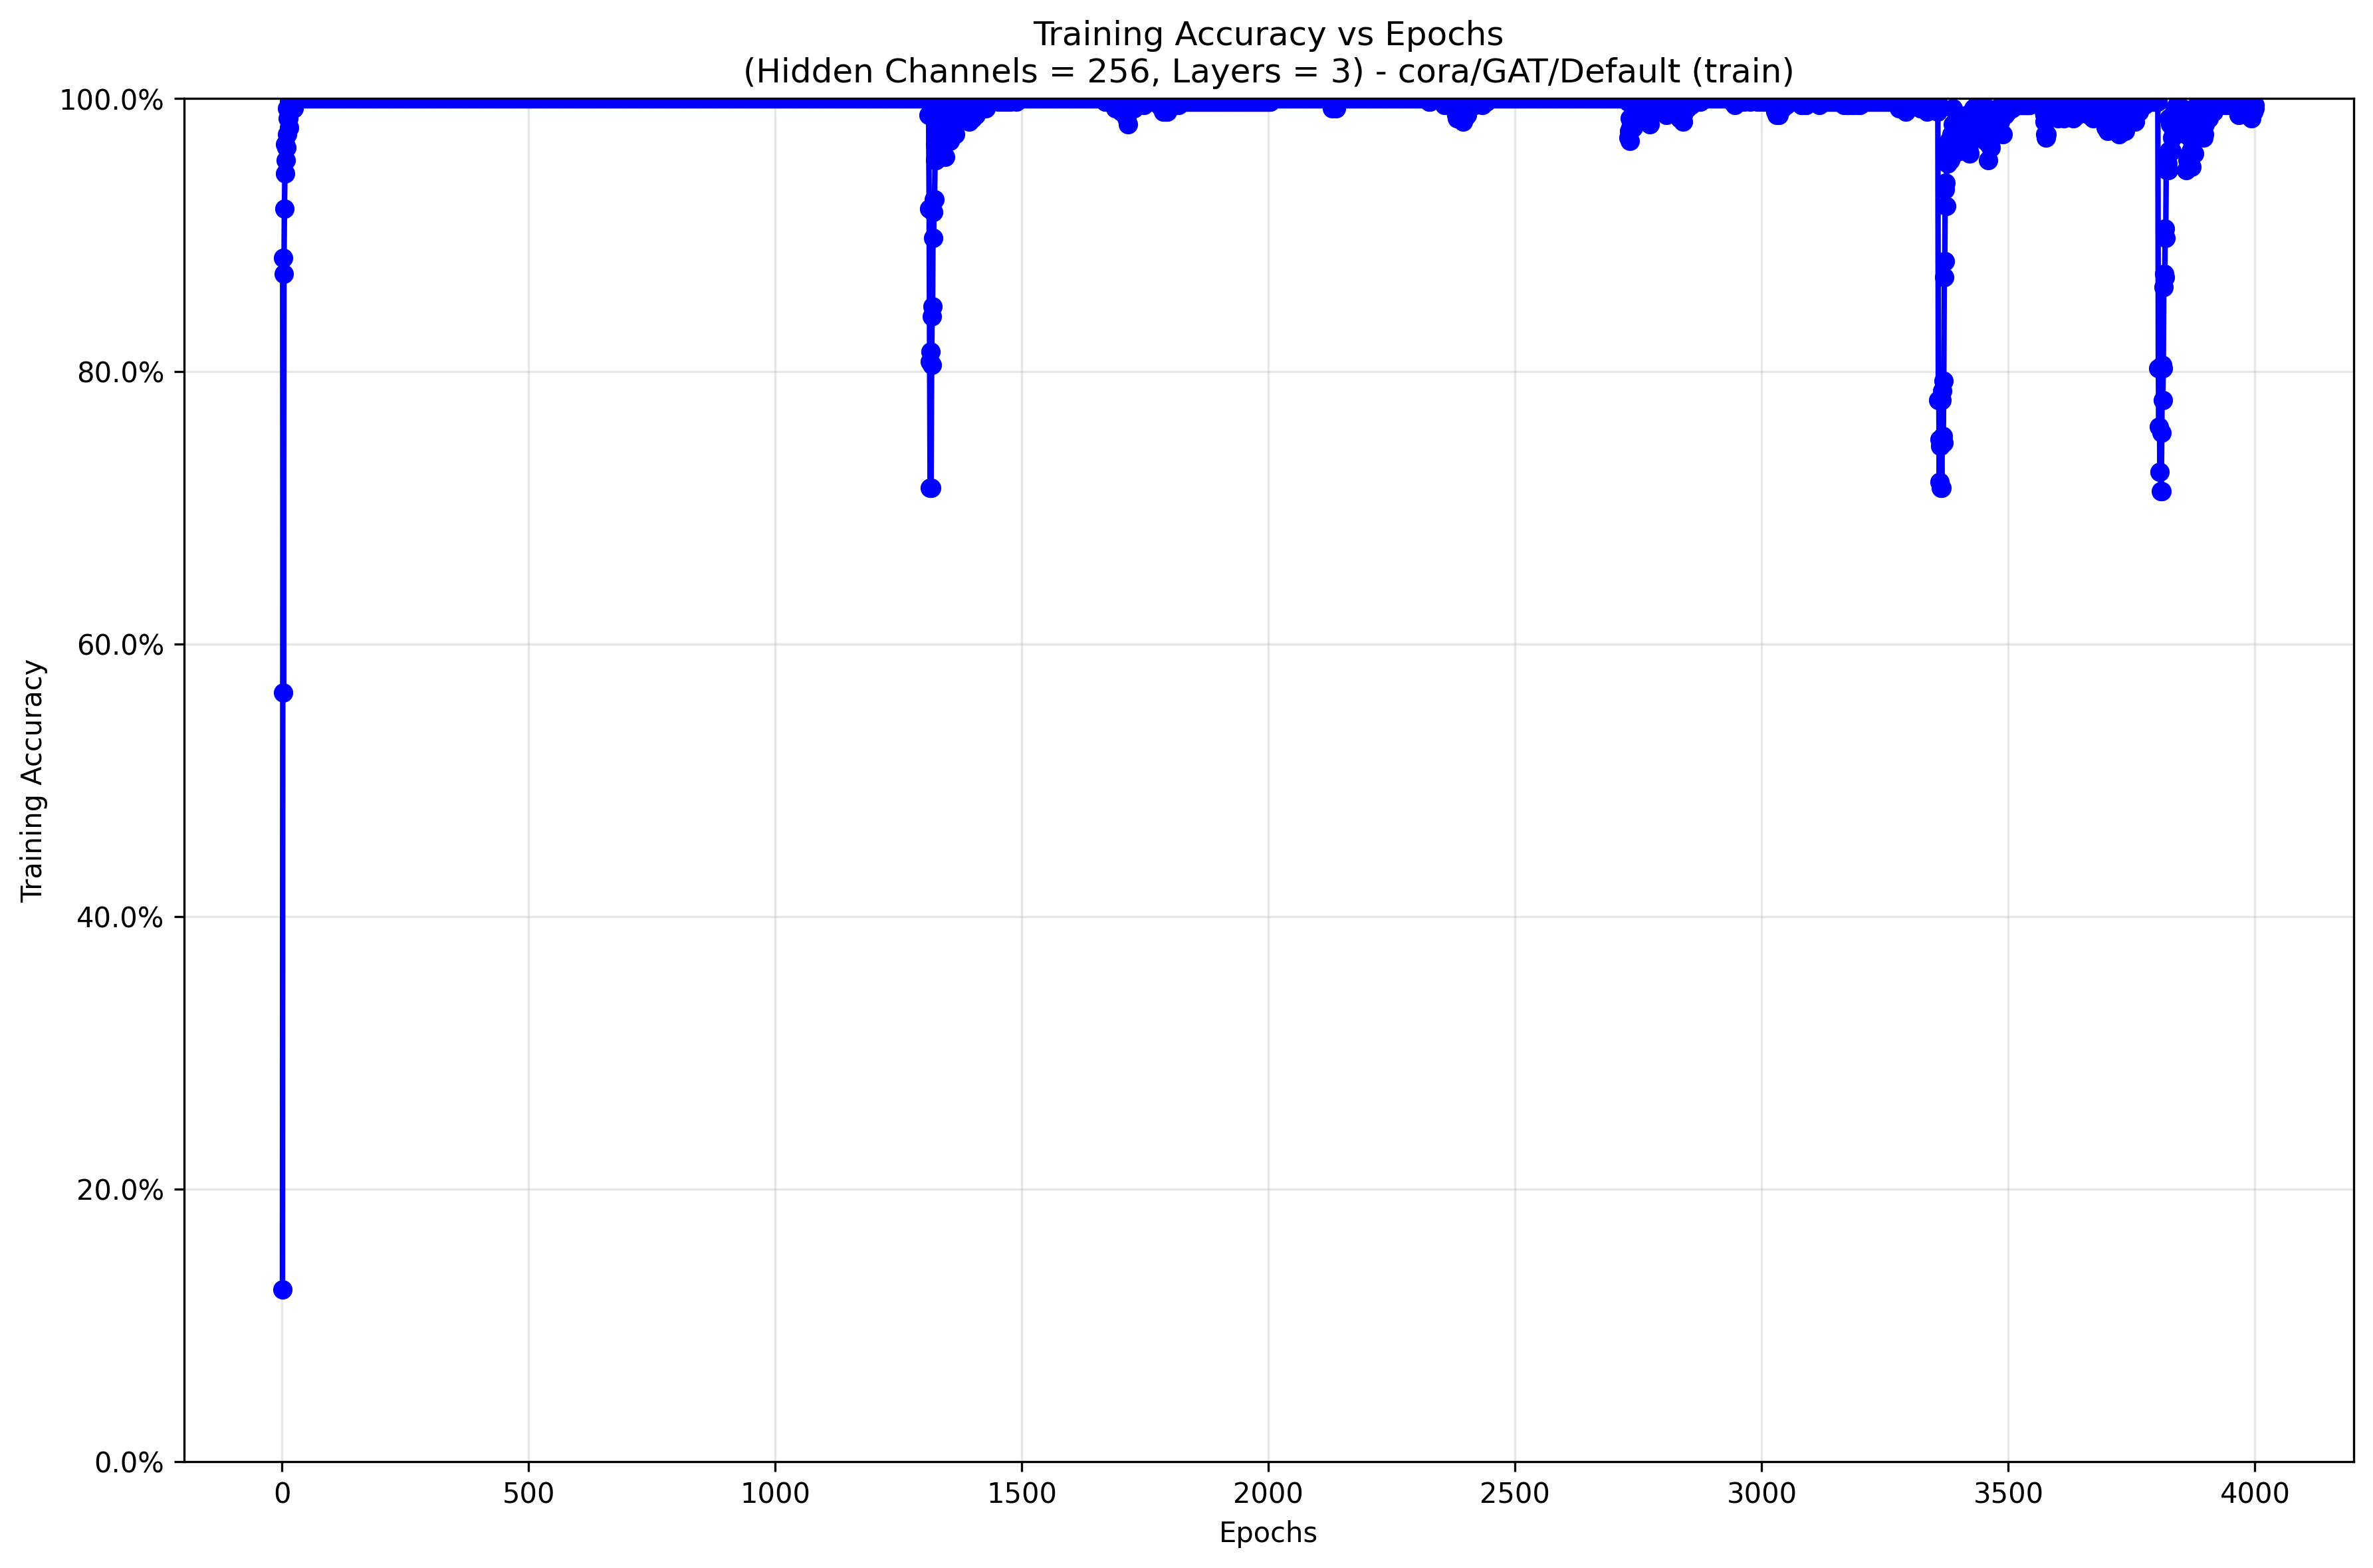 Training Accuracy vs Epochs
(Hidden Channels = 256, Layers = 3) - cora/GAT/Default (train)
Training Accuracy
100.0%
80.0%
60.0%
40.0%
20.0%
0.0%
0 500 1000 1500 2000 2500 3000 3500 4000
Epochs